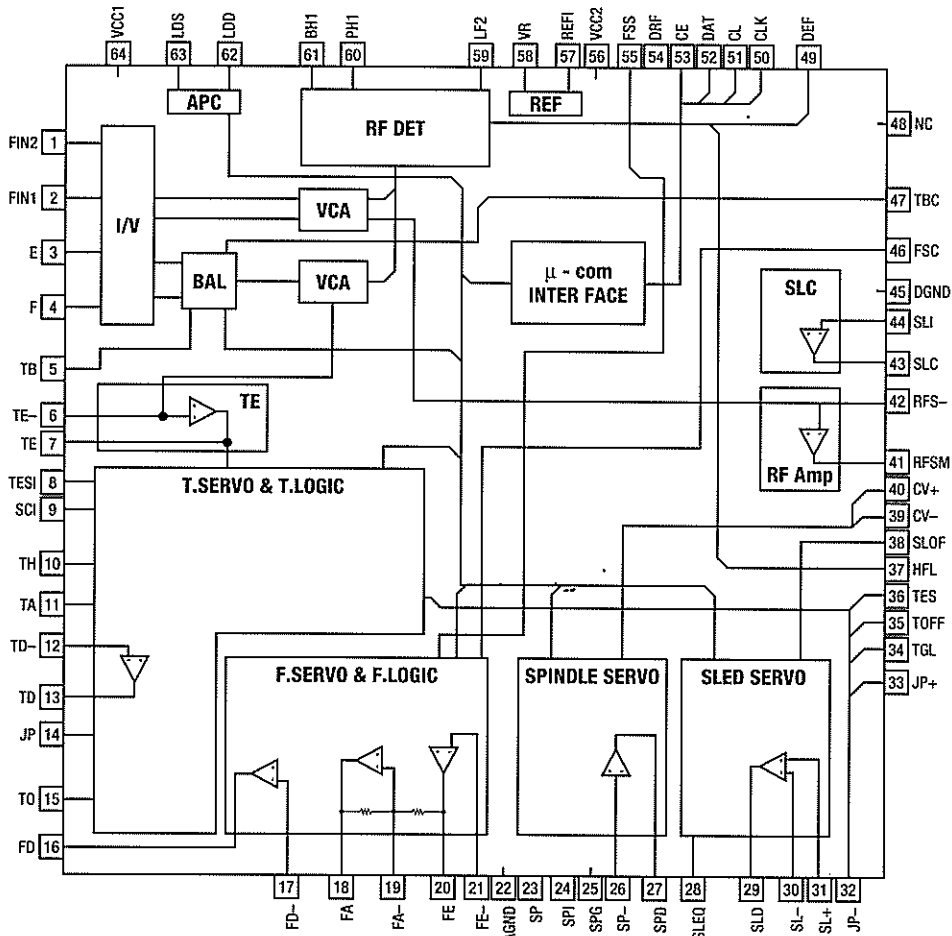 VCC1 LDS LDD BH1 PH1 LF2 VR REFI VCC2 FSS DRF CE DAT CL CLK DEF
64 63 62 61 60 59 58 57 56 55 54 53 52 51 50 49
APC
REF
RF DET
FIN2 1
48 NC
FIN1 2
VCA
47 TBC
I/V
E 3
46 FSC
BAL
VCA
μ - com
INTER FACE
SLC
45 DGND
F 4
44 SLI
TB 5
43 SLC
TE
TE- 6
42 RFS-
TE 7
RF Amp
41 RFSM
T.SERVO & T.LOGIC
TESI 8
40 CV+
SCI 9
39 CV-
38 SLOF
TH 10
37 HFL
TA 11
36 TES
35 TOFF
TD- 12
34 TGL
F.SERVO & F.LOGIC
SPINDLE SERVO
SLED SERVO
TD 13
33 JP+
JP 14
TO 15
FD 16
17 18 19 20 21 22 23 24 25 26 27 28 29 30 31 32
FD- FA FA- FE FE- AGND SP SPI SPG SP- SPD SLEQ SLD SL- SL+ JP-